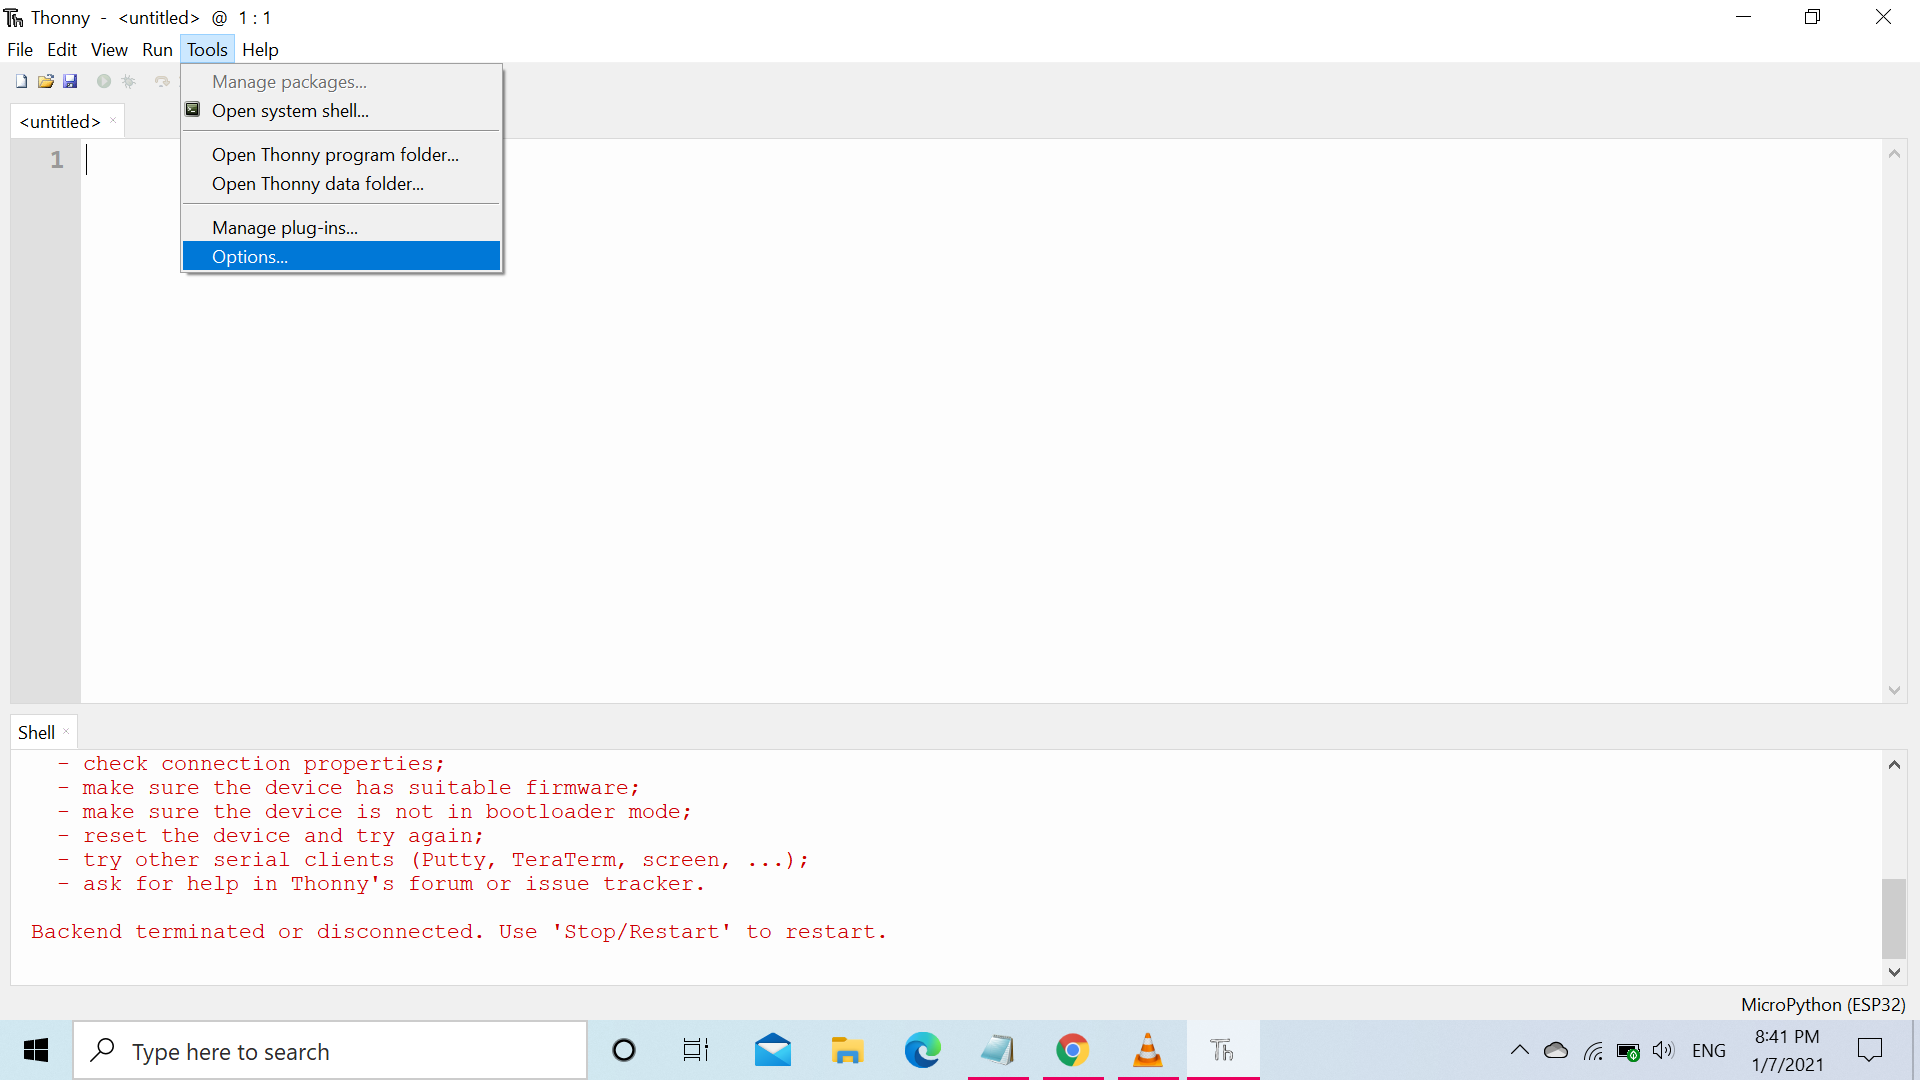 Thonny - <untitled> @ 1 : 1
File Edit View Run Tools Help
Manage packages...
Open system shell...
Open Thonny program folder...
Open Thonny data folder...
Manage plug-ins...
Options...
<untitled> ×
1
Shell ×
- check connection properties;
- make sure the device has suitable firmware;
- make sure the device is not in bootloader mode;
- reset the device and try again;
- try other serial clients (Putty, TeraTerm, screen, ...);
- ask for help in Thonny's forum or issue tracker.
Backend terminated or disconnected. Use 'Stop/Restart' to restart.
MicroPython (ESP32)
Type here to search
Th
ENG
8:41 PM
1/7/2021